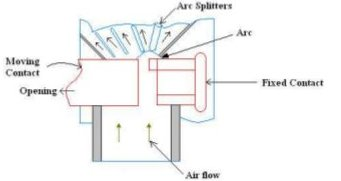 Arc Splitters
Arc
Moving
Contact
Fixed Contact
Opening
Air flow